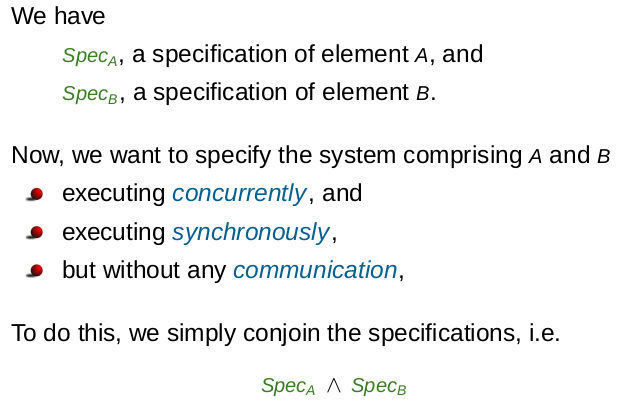 We have
Spec_A, a specification of element A, and
Spec_B, a specification of element B.
Now, we want to specify the system comprising A and B
executing concurrently, and
executing synchronously,
but without any communication,
To do this, we simply conjoin the specifications, i.e.
Spec_A ∧ Spec_B